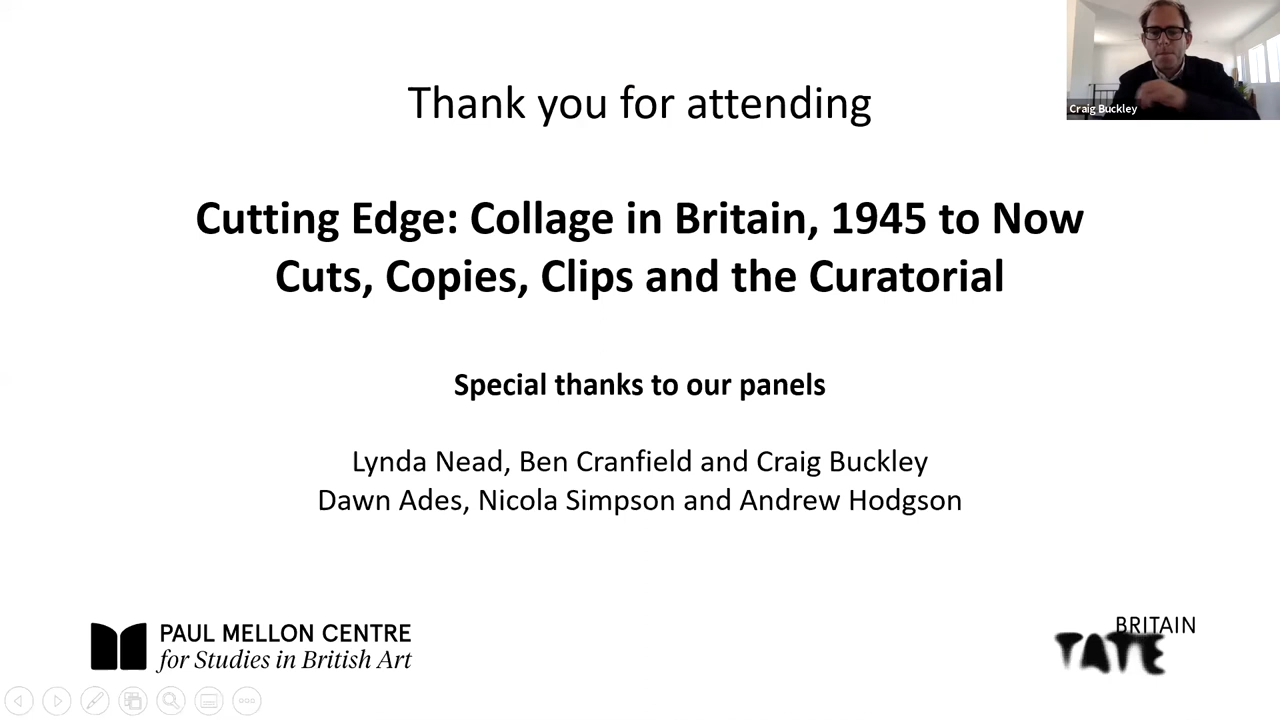 Thank you for attending
Craig Buckley
Cutting Edge: Collage in Britain, 1945 to Now
Cuts, Copies, Clips and the Curatorial
Special thanks to our panels
Lynda Nead, Ben Cranfield and Craig Buckley
Dawn Ades, Nicola Simpson and Andrew Hodgson
PAUL MELLON CENTRE
for Studies in British Art
BRITAIN
TATE